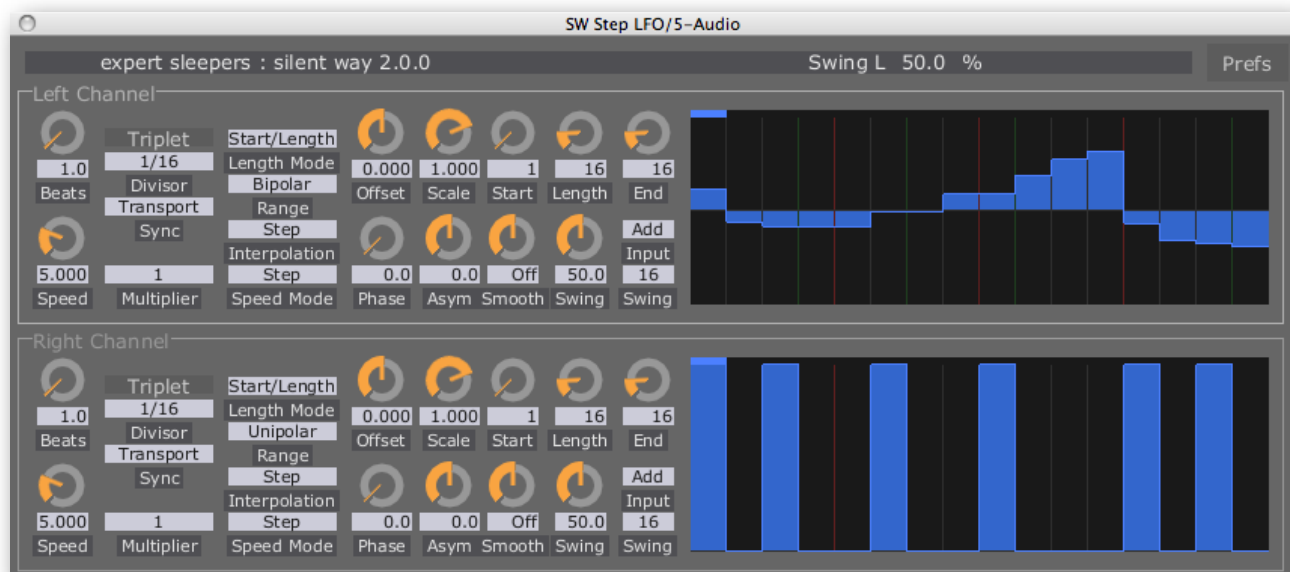 SW Step LFO/5-Audio
expert sleepers : silent way 2.0.0 Swing L 50.0 % Prefs
Left Channel
Triplet Start/Length
1.0 1/16 Length Mode 0.000 1.000 1 16 16
Beats Divisor Bipolar Offset Scale Start Length End
Transport Range
Sync Step Add
Interpolation Input
5.000 1 Step 0.0 0.0 Off 50.0 16
Speed Multiplier Speed Mode Phase Asym Smooth Swing Swing
Right Channel
Triplet Start/Length
1.0 1/16 Length Mode 0.000 1.000 1 16 16
Beats Divisor Unipolar Offset Scale Start Length End
Transport Range
Sync Step Add
Interpolation Input
5.000 1 Step 0.0 0.0 Off 50.0 16
Speed Multiplier Speed Mode Phase Asym Smooth Swing Swing